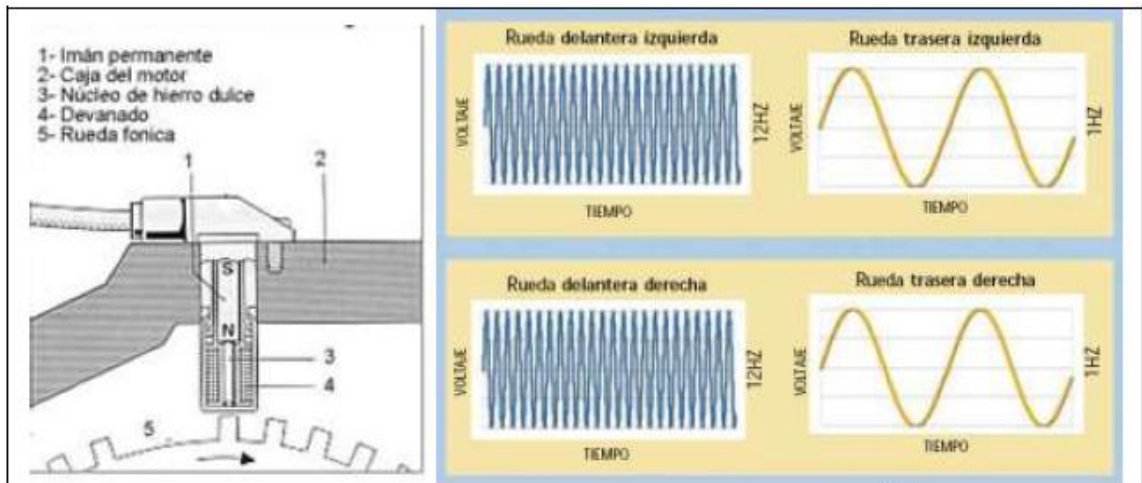 1- Imán permanente
2- Caja del motor
3- Núcleo de hierro dulce
4- Devanado
5- Rueda fonica
1
2
S
N
3
4
5
Rueda delantera izquierda
VOLTAJE
12HZ
TIEMPO
Rueda trasera izquierda
VOLTAJE
1HZ
TIEMPO
Rueda delantera derecha
VOLTAJE
12HZ
TIEMPO
Rueda trasera derecha
VOLTAJE
1HZ
TIEMPO